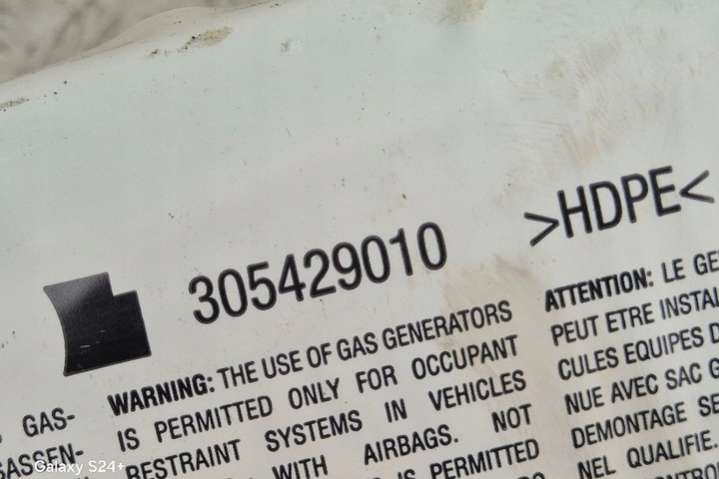 >HDPE<
305429010
GAS-
GASSEN-
WARNING: THE USE OF GAS GENERATORS
IS PERMITTED ONLY FOR OCCUPANT
RESTRAINT SYSTEMS IN VEHICLES
WITH AIRBAGS. NOT
IS PERMITTED
ATTENTION: LE GE
PEUT ETRE INSTAL
CULES EQUIPES D
NUE AVEC SAC G
DEMONTAGE SE
NEL QUALIFIE.
Galaxy S24+